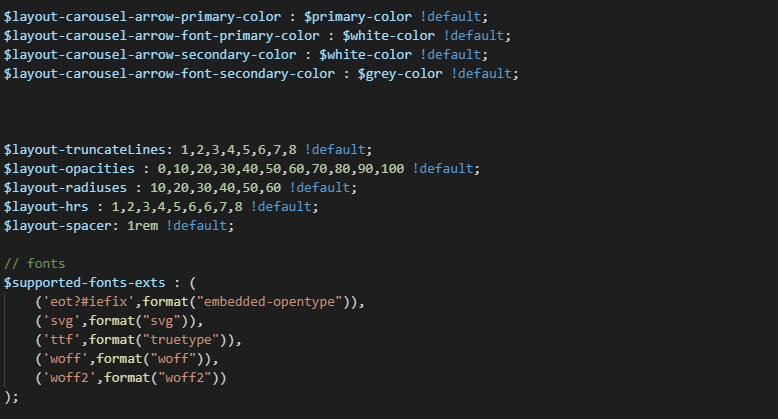 $layout-carousel-arrow-primary-color : $primary-color !default;
$layout-carousel-arrow-font-primary-color : $white-color !default;
$layout-carousel-arrow-secondary-color : $white-color !default;
$layout-carousel-arrow-font-secondary-color : $grey-color !default;
$layout-truncateLines: 1,2,3,4,5,6,7,8 !default;
$layout-opacities : 0,10,20,30,40,50,60,70,80,90,100 !default;
$layout-radiuses : 10,20,30,40,50,60 !default;
$layout-hrs : 1,2,3,4,5,6,6,7,8 !default;
$layout-spacer: 1rem !default;
// fonts
$supported-fonts-exts : (
    ('eot?#iefix',format("embedded-opentype")),
    ('svg',format("svg")),
    ('ttf',format("truetype")),
    ('woff',format("woff")),
    ('woff2',format("woff2"))
);